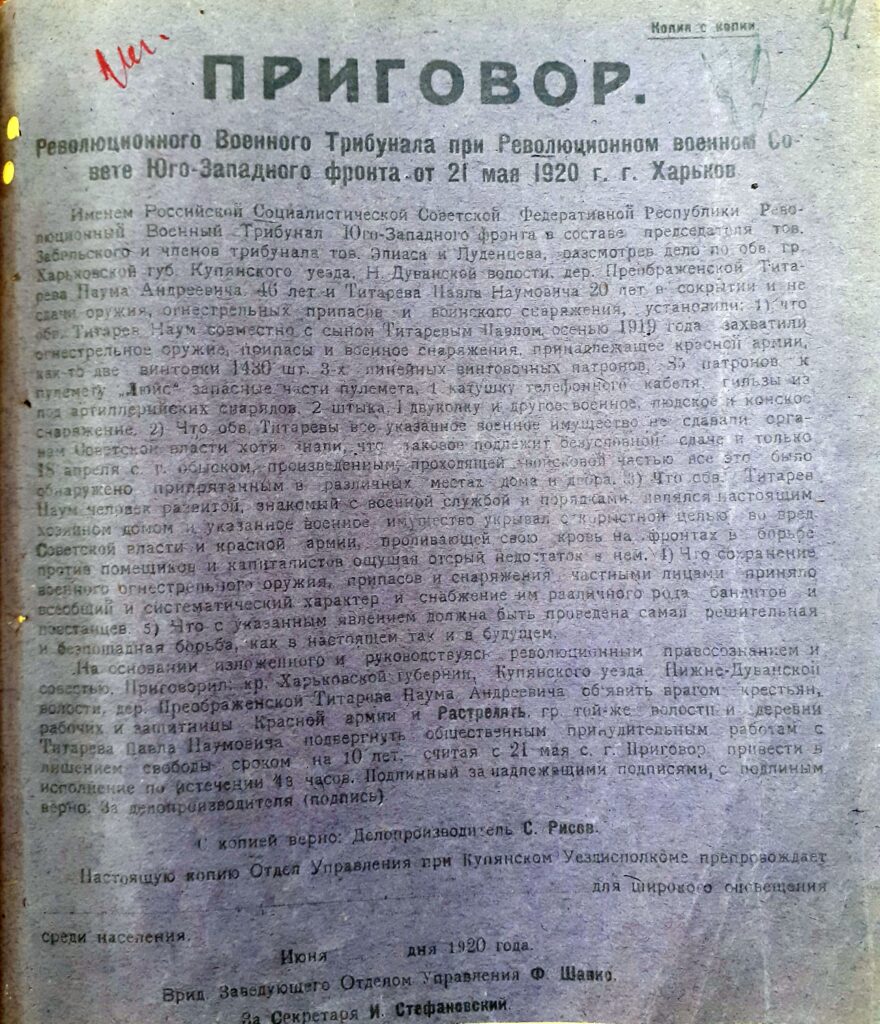 Копия с копии
44
ПРИГОВОР.
Революционного Военного Трибунала при Революционном военном Со-
вете Юго-Западного фронта от 21 мая 1920 г. г. Харьков
Именем Российской Социалистической Советской Федеративной Республики Рево-
люционный Военный Трибунал Юго-Западного фронта в составе председателя тов.
Забельского и членов трибунала тов. Элиаса и Луденцева, рассмотрев дело по обв. гр.
Харьковской губ. Купянского уезда, Н. Дуванской волости, дер. Преображенной Тита-
рева Наума Андреевича 46 лет и Титарева Павла Наумовича 20 лет в сокрытии и не
сдачи оружия, огнестрельных припасов и воинского снаряжения, установили: 1) что
обв. Титарев Наум совместно с сыном Титаревым Павлом, осенью 1919 года захватили
огнестрельное оружие, припасы и военное снаряжения, принадлежащее красной армии,
как-то две винтовки 1430 шт. 3-х линейных винтовочных патронов, 35 патронов к
пулемету „Люйс“ запасные части пулемета, 1 катушку телефонного кабеля, гильзы из
под артиллерийских снарядов, 2 штыка, 1 двуколку и другое военное, людское и конское
снаряжение. 2) Что обв. Титаревы все указанное военное имущество не сдавали орга-
нам Советской власти хотя знали, что таковое подлежит безусловной сдаче и только
18 апреля с. г. обыском, произведенным, проходящей войсковой частью все это было
обнаружено припрятанным в различных местах дома и двора. 3) Что обв. Титарев
Наум человек развитой, знакомый с военной службой и порядками, являлся настоящим
хозяйном домом и указанное военное имущество укрывал с корыстной целью во вред
Советской власти и красной армии, проливающей свою кровь на фронтах в борьбе
против помещиков и капиталистов ощущая острый недостаток в нем. 4) Что сохранение
военного огнестрельного оружия, припасов и снаряжения частными лицами приняло
всеобщий и систематический характер и снабжение им различного рода бандитов и
повстанцев. 5) Что с указанным явлением должна быть проведена самая решительная
и безпощадная борьба, как в настоящем так и в будущем.
На основании изложенного и руководствуясь революционным правосознанием и
совестью, Приговорил: кр. Харьковской губернии, Купянского уезда Нижне-Дуванской
волости, дер. Преображенской Титарева Наума Андреевича об'явить врагом крестьян,
рабочих и защитницы Красной армии и Растрелять, гр. той-же волости и деревни
Титарева Павла Наумовича подвергнуть общественным принудительным работам с
лишением свободы сроком на 10 лет, считая с 21 мая с. г. Приговор привести в
исполнение по истечении 48 часов. Подлинный за надлежащими подписями, с подлиным
верно: За делопроизводителя (подпись)
С копией верно: Делопроизводитель С. Рисов.
Настоящую копию Отдел Управления при Купянском Уездисполкоме препровождает
для широкого оповещения
среди населения.
Июня дня 1920 года.
Врид. Заведующего Отделом Управления Ф. Шапко.
За Секретаря И. Стефановский.